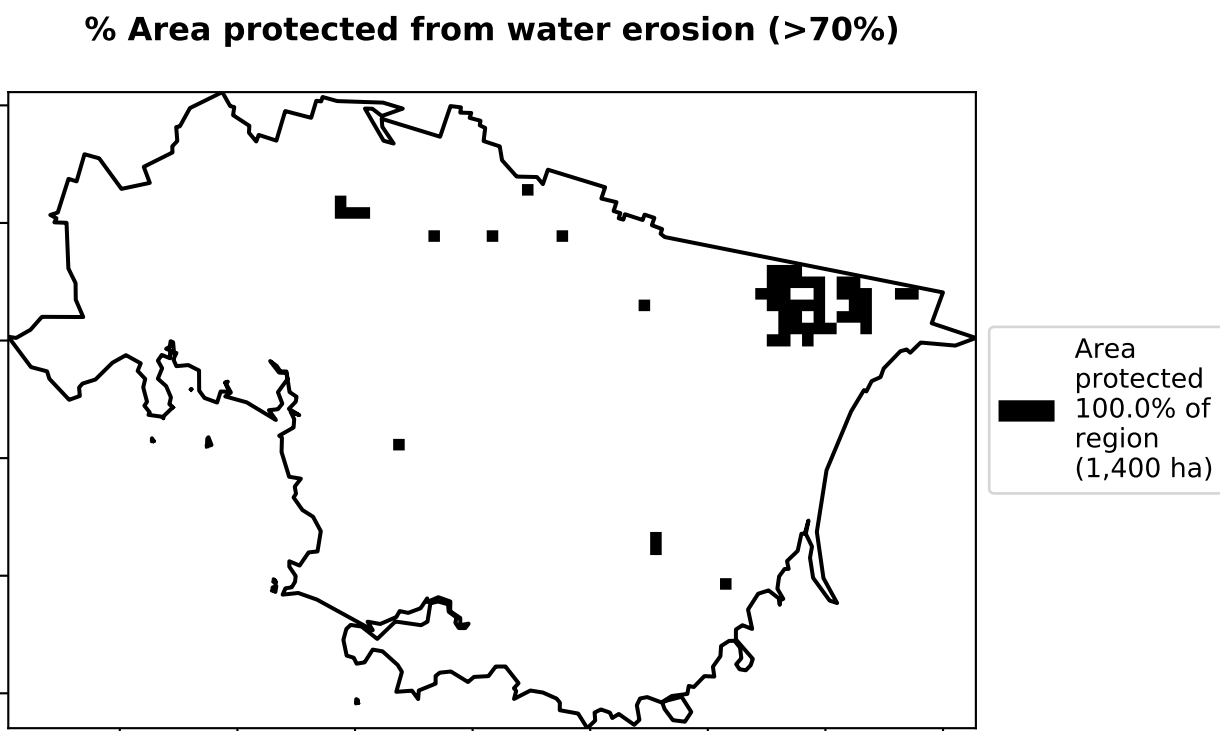 % Area protected from water erosion (>70%)
Area
protected
100.0% of
region
(1,400 ha)